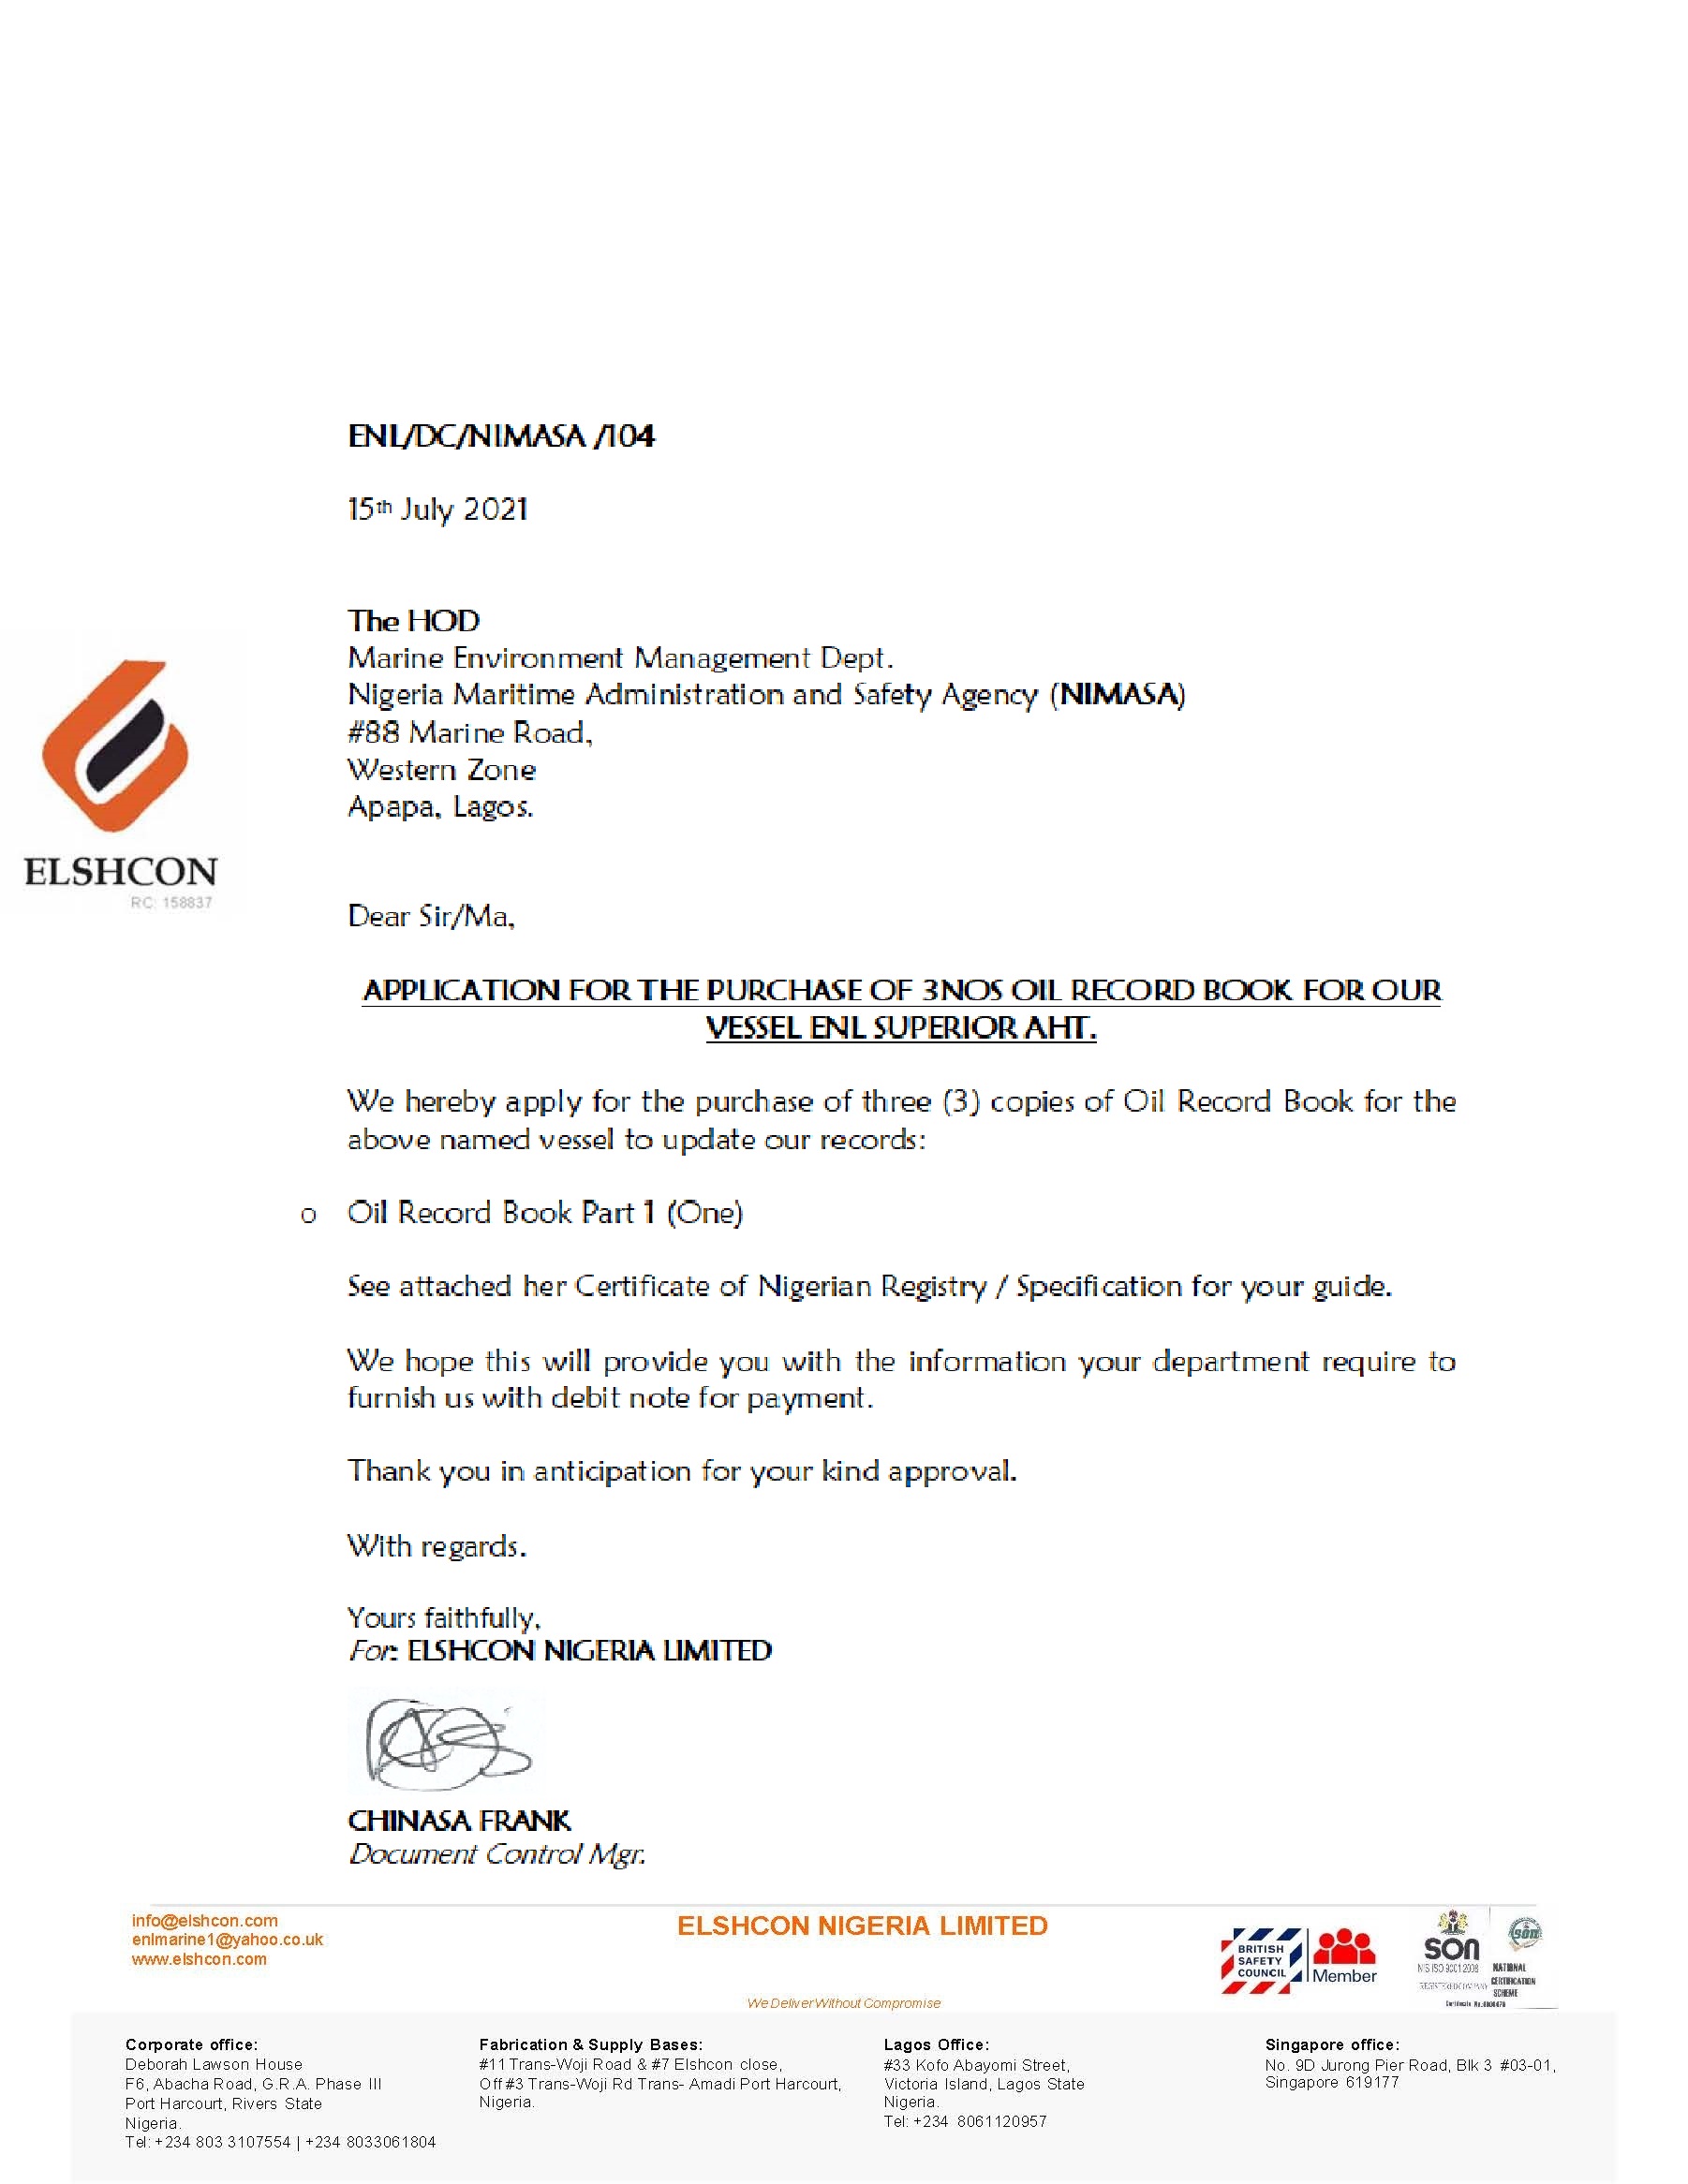 ENL/DC/NIMASA /104
15th July 2021
The HOD
Marine Environment Management Dept.
Nigeria Maritime Administration and Safety Agency (NIMASA)
#88 Marine Road,
Western Zone
Apapa, Lagos.
ELSHCON
RC: 158837
Dear Sir/Ma,
APPLICATION FOR THE PURCHASE OF 3NOS OIL RECORD BOOK FOR OUR
VESSEL ENL SUPERIOR AHT.
We hereby apply for the purchase of three (3) copies of Oil Record Book for the
above named vessel to update our records:
o Oil Record Book Part 1 (One)
See attached her Certificate of Nigerian Registry / Specification for your guide.
We hope this will provide you with the information your department require to
furnish us with debit note for payment.
Thank you in anticipation for your kind approval.
With regards.
Yours faithfully,
For: ELSHCON NIGERIA LIMITED
CHINASA FRANK
Document Control Mgr.
info@elshcon.com
enlmarine1@yahoo.co.uk
www.elshcon.com
ELSHCON NIGERIA LIMITED
We Deliver Without Compromise
BRITISH
SAFETY
COUNCIL
Member
SON
NIS ISO 9001:2008
REGISTERED COMPANY
SON
NATIONAL
CERTIFICATION
SCHEME
Corporate office:
Deborah Lawson House
F6, Abacha Road, G.R.A. Phase III
Port Harcourt, Rivers State
Nigeria.
Tel: +234 803 3107554 | +234 8033061804
Fabrication & Supply Bases:
#11 Trans-Woji Road & #7 Elshcon close,
Off #3 Trans-Woji Rd Trans- Amadi Port Harcourt,
Nigeria.
Lagos Office:
#33 Kofo Abayomi Street,
Victoria Island, Lagos State
Nigeria.
Tel: +234 8061120957
Singapore office:
No. 9D Jurong Pier Road, Blk 3 #03-01,
Singapore 619177